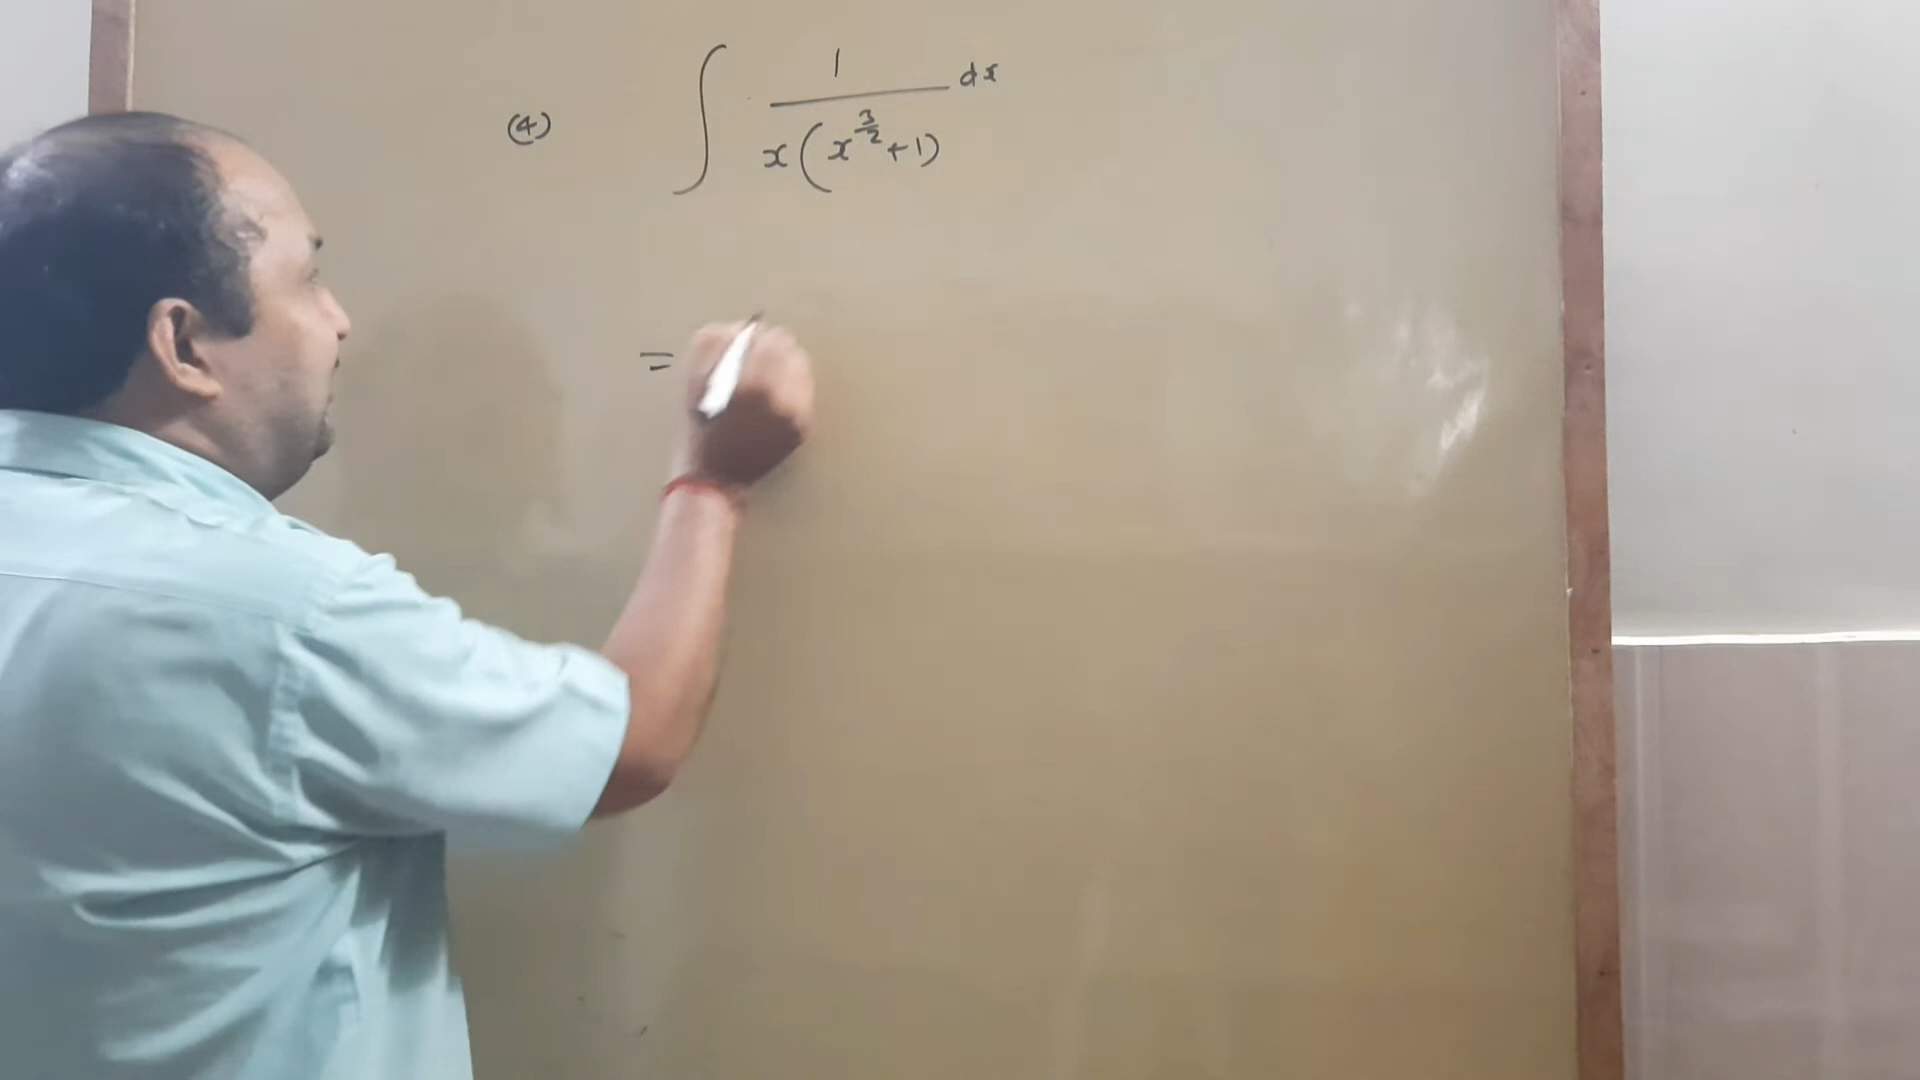 (4) ∫ 1/(x(x^{3/2}+1)) dx
=